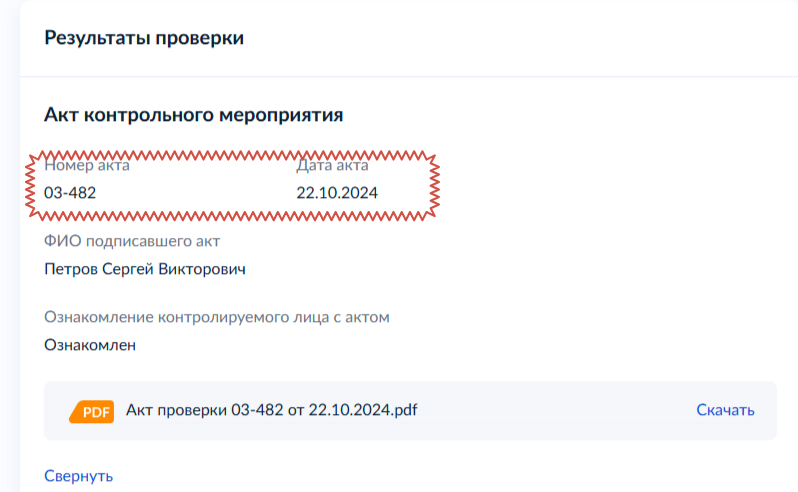 Результаты проверки
Акт контрольного мероприятия
Номер акта Дата акта
03-482 22.10.2024
ФИО подписавшего акт
Петров Сергей Викторович
Ознакомление контролируемого лица с актом
Ознакомлен
PDF Акт проверки 03-482 от 22.10.2024.pdf Скачать
Свернуть